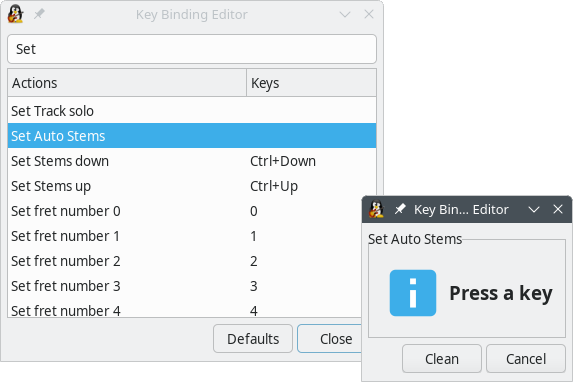 Key Binding Editor
Set
Actions Keys
Set Track solo
Set Auto Stems
Set Stems down Ctrl+Down
Set Stems up Ctrl+Up
Set fret number 0 0
Set fret number 1 1
Set fret number 2 2
Set fret number 3 3
Set fret number 4 4
Defaults Close
Key Bin... Editor
Set Auto Stems
Press a key
Clean Cancel